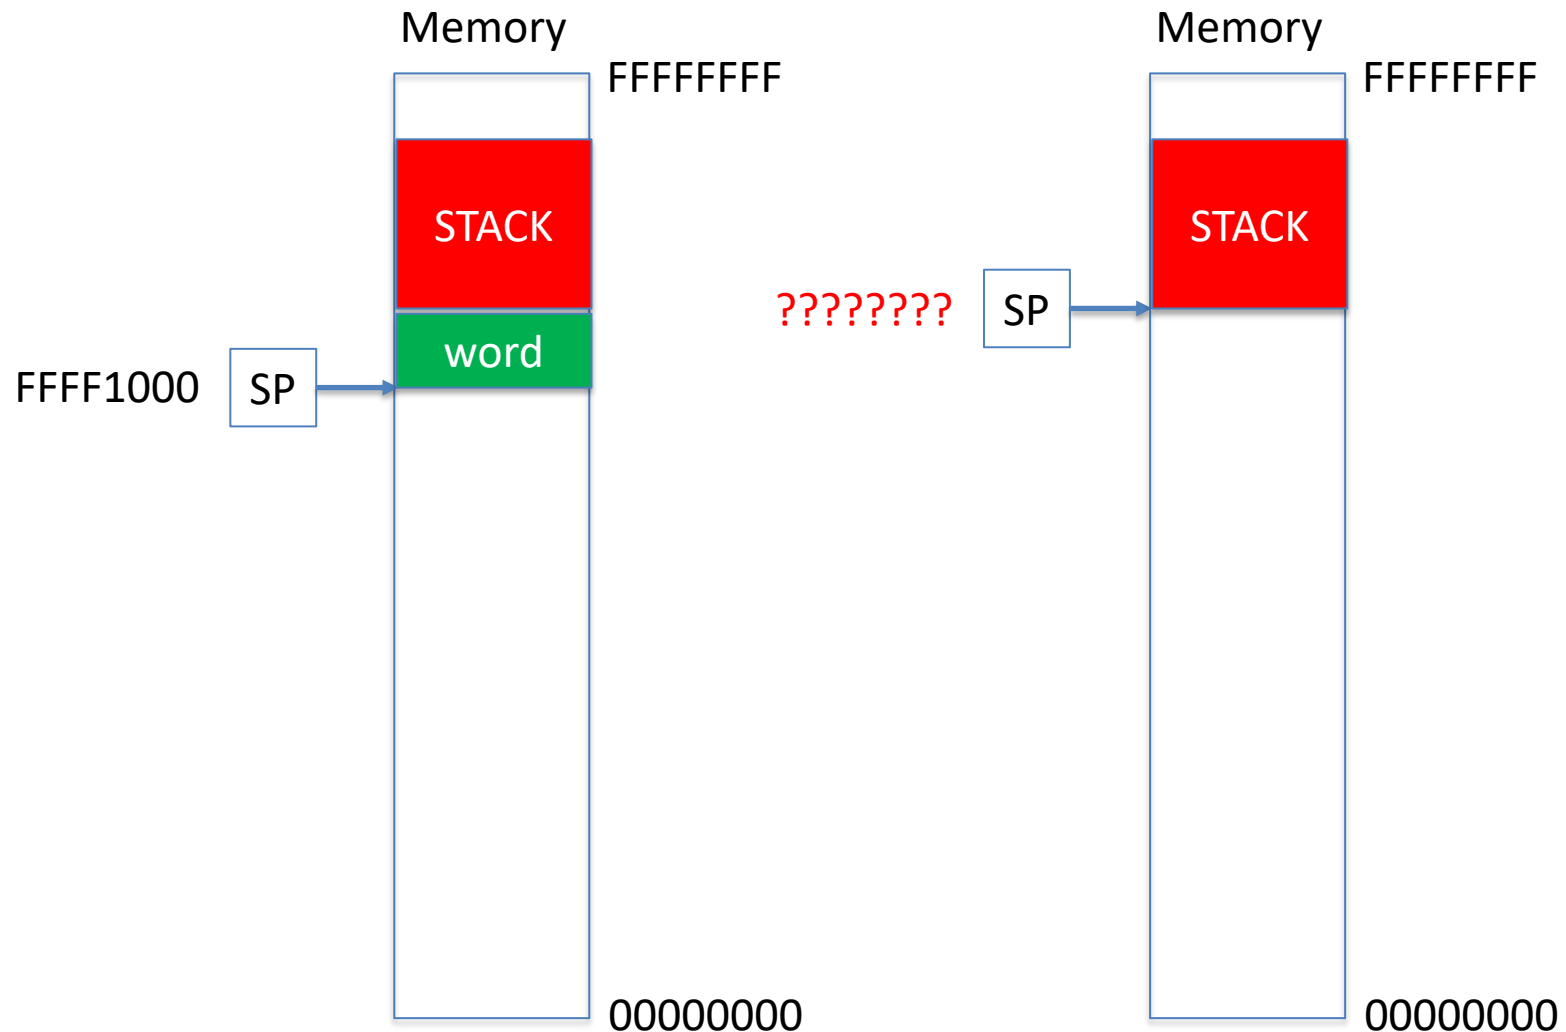 Memory
FFFFFFFF
STACK
word
FFFF1000
SP
00000000
Memory
FFFFFFFF
STACK
????????
SP
00000000